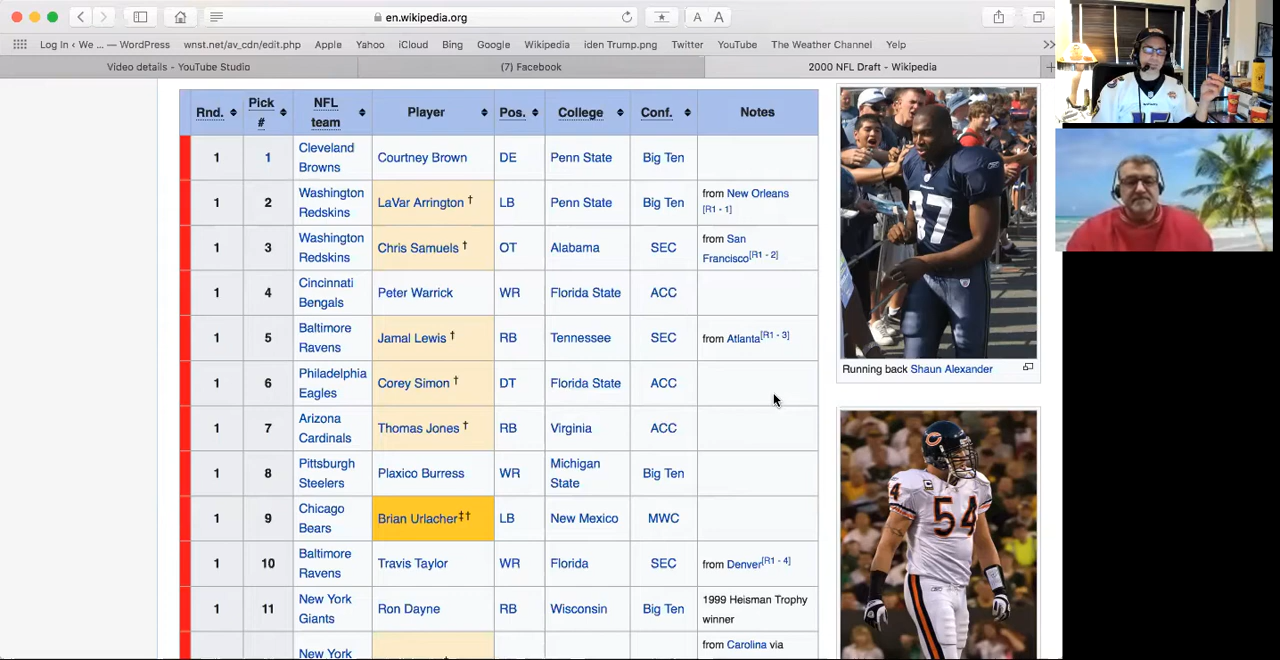 en.wikipedia.org
A A
Log In ‹ We ... — WordPress wnst.net/av_cdn/edit.php Apple Yahoo iCloud Bing Google Wikipedia iden Trump.png Twitter YouTube The Weather Channel Yelp
Video details - YouTube Studio (7) Facebook 2000 NFL Draft - Wikipedia
Rnd. Pick # NFL team Player Pos. College Conf. Notes
1 1 Cleveland Browns Courtney Brown DE Penn State Big Ten
1 2 Washington Redskins LaVar Arrington † LB Penn State Big Ten from New Orleans [R1 - 1]
1 3 Washington Redskins Chris Samuels † OT Alabama SEC from San Francisco[R1 - 2]
1 4 Cincinnati Bengals Peter Warrick WR Florida State ACC
1 5 Baltimore Ravens Jamal Lewis † RB Tennessee SEC from Atlanta[R1 - 3]
1 6 Philadelphia Eagles Corey Simon † DT Florida State ACC
1 7 Arizona Cardinals Thomas Jones † RB Virginia ACC
1 8 Pittsburgh Steelers Plaxico Burress WR Michigan State Big Ten
1 9 Chicago Bears Brian Urlacher‡† LB New Mexico MWC
1 10 Baltimore Ravens Travis Taylor WR Florida SEC from Denver[R1 - 4]
1 11 New York Giants Ron Dayne RB Wisconsin Big Ten 1999 Heisman Trophy winner
New York from Carolina via
37
Running back Shaun Alexander
4
54